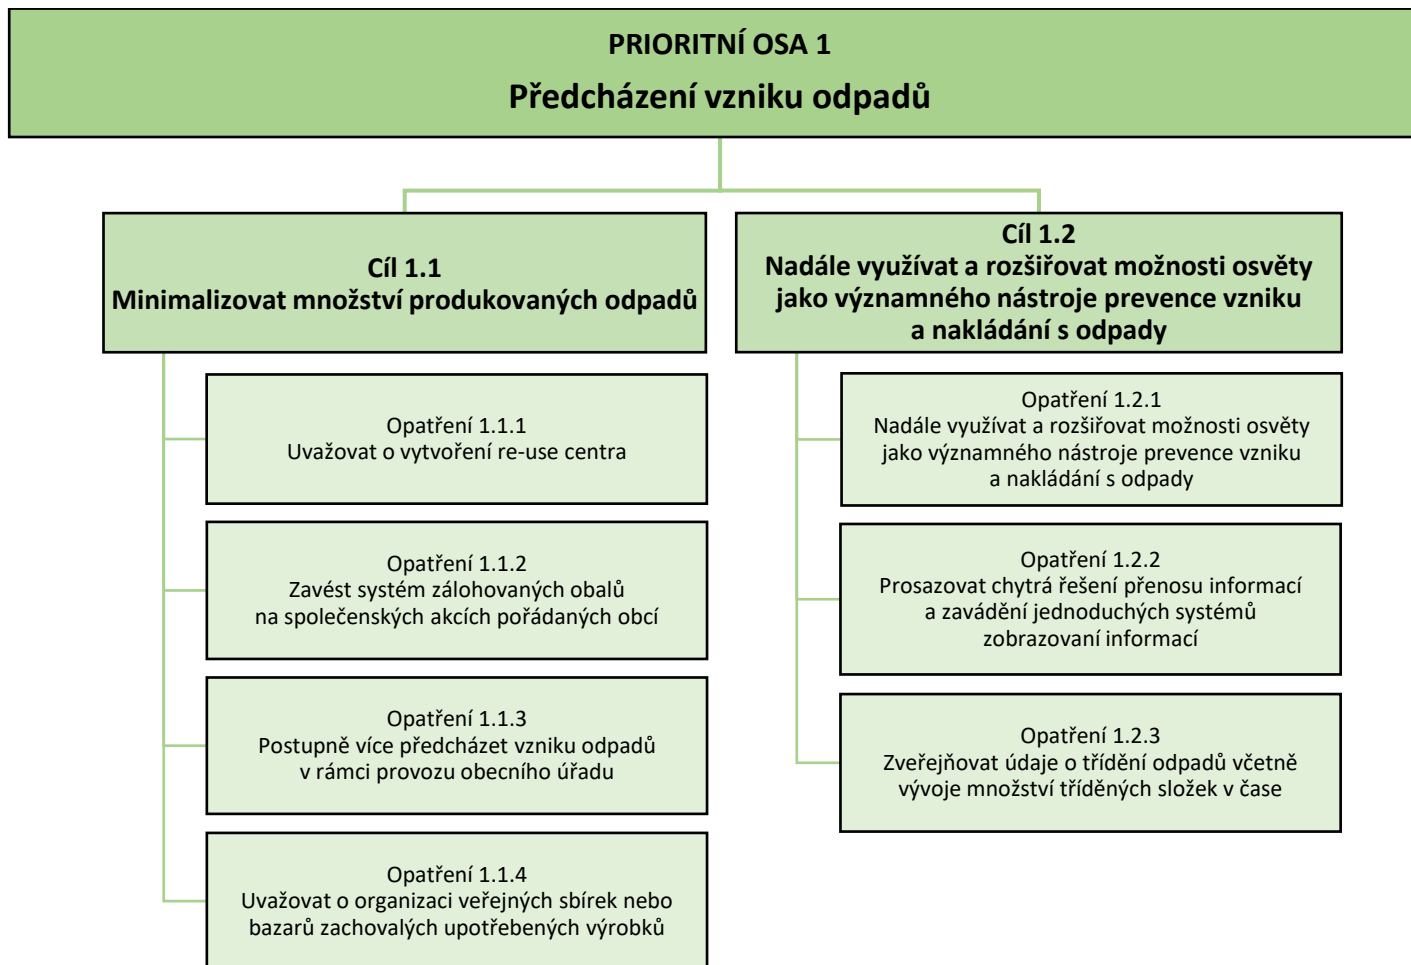 PRIORITNÍ OSA 1
Předcházení vzniku odpadů
Cíl 1.1
Minimalizovat množství produkovaných odpadů
Opatření 1.1.1
Uvažovat o vytvoření re-use centra
Opatření 1.1.2
Zavést systém zálohovaných obalů
na společenských akcích pořádaných obcí
Opatření 1.1.3
Postupně více předcházet vzniku odpadů
v rámci provozu obecního úřadu
Opatření 1.1.4
Uvažovat o organizaci veřejných sbírek nebo
bazarů zachovalých upotřebených výrobků
Cíl 1.2
Nadále využívat a rozšiřovat možnosti osvěty
jako významného nástroje prevence vzniku
a nakládání s odpady
Opatření 1.2.1
Nadále využívat a rozšiřovat možnosti osvěty
jako významného nástroje prevence vzniku
a nakládání s odpady
Opatření 1.2.2
Prosazovat chytrá řešení přenosu informací
a zavádění jednoduchých systémů
zobrazovaní informací
Opatření 1.2.3
Zveřejňovat údaje o třídění odpadů včetně
vývoje množství tříděných složek v čase